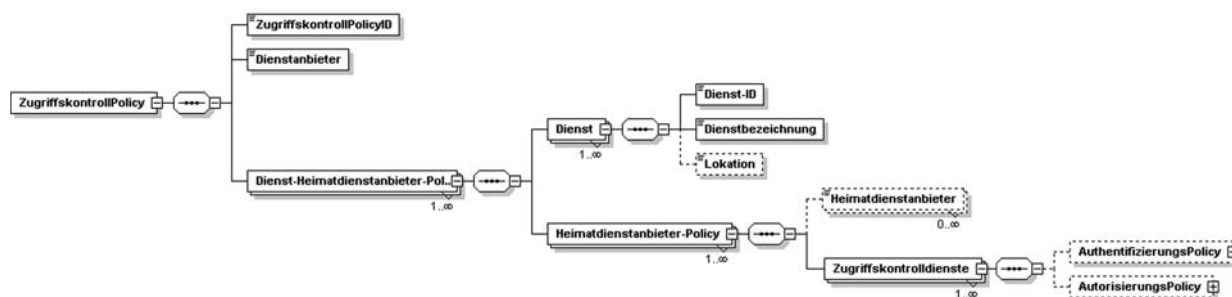 ZugriffskontrollPolicyID
Dienstanbieter
ZugriffskontrollPolicy
Dienst-ID
Dienst
Dienstbezeichnung
1..∞
Lokation
Dienst-Heimatdienstanbieter-Pol..
1..∞
Heimatdienstanbieter
0..∞
Heimatdienstanbieter-Policy
1..∞
AuthentifizierungsPolicy
Zugriffskontrolldienste
1..∞
AutorisierungsPolicy